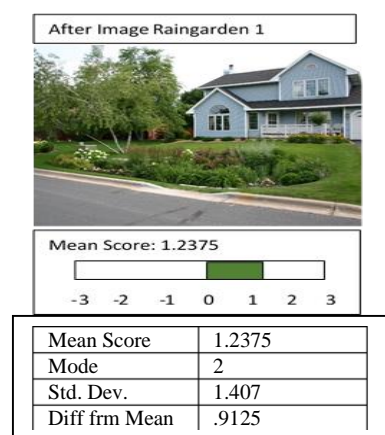 After Image Raingarden 1
Mean Score: 1.2375
-3 -2 -1 0 1 2 3
Mean Score 1.2375
Mode 2
Std. Dev. 1.407
Diff frm Mean .9125